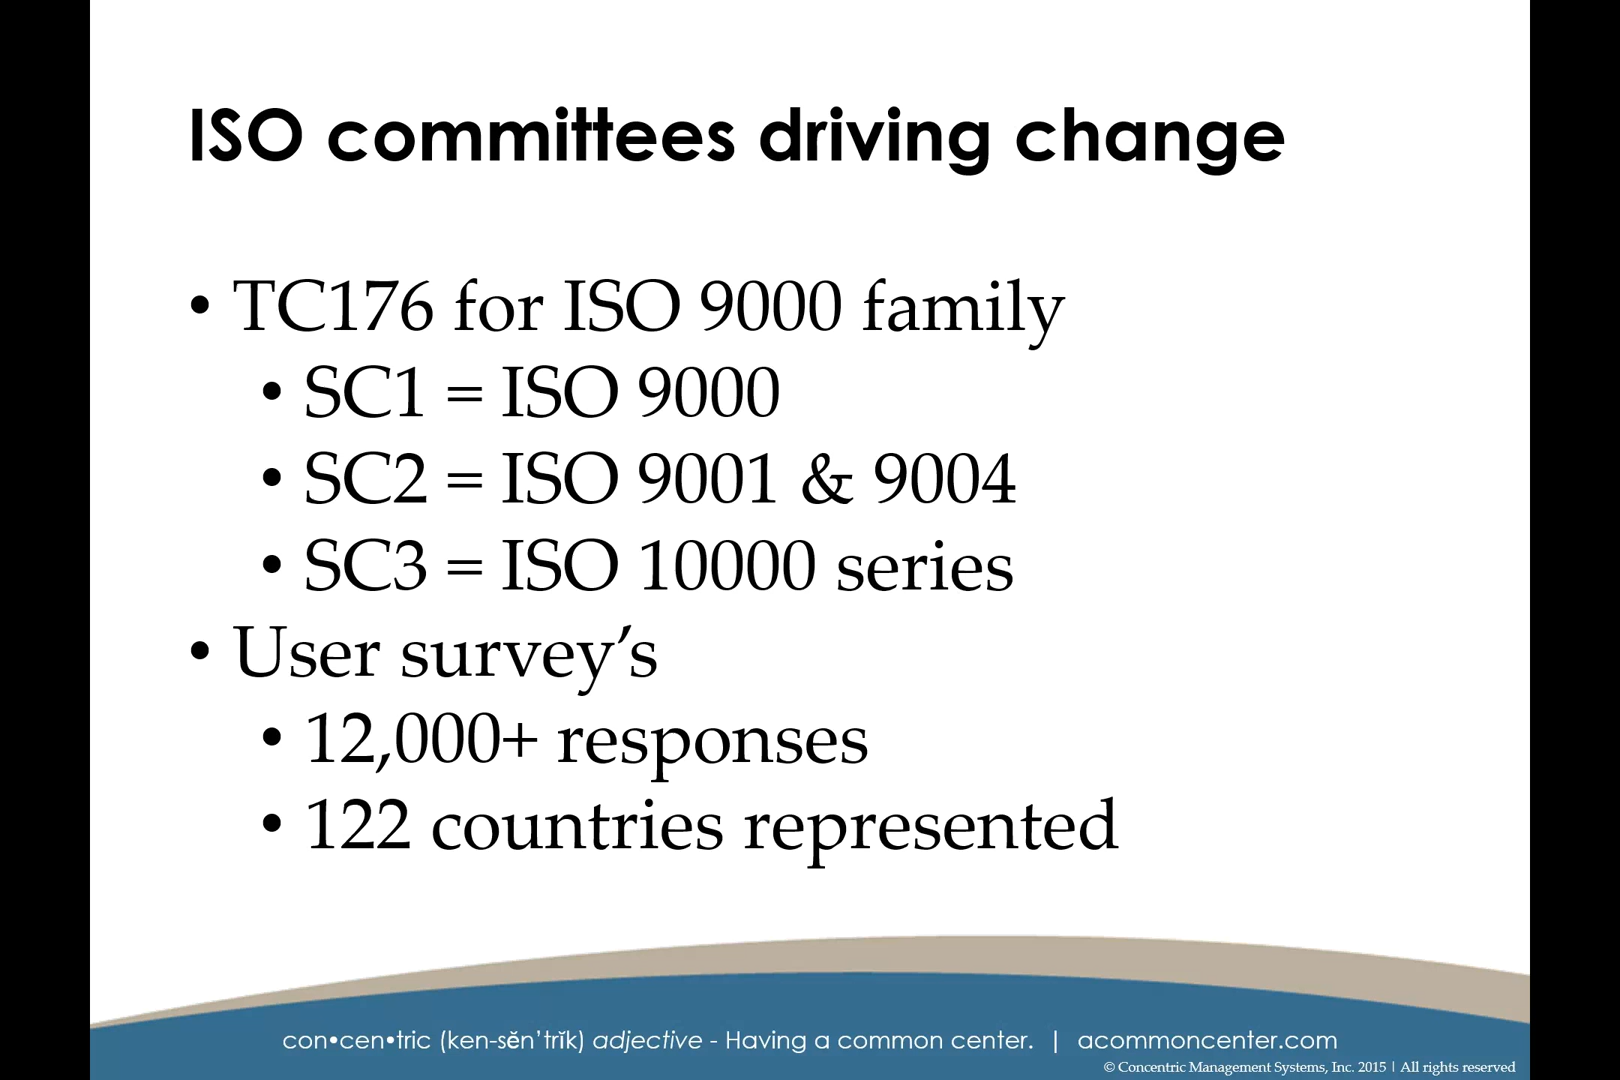 ISO committees driving change
• TC176 for ISO 9000 family
• SC1 = ISO 9000
• SC2 = ISO 9001 & 9004
• SC3 = ISO 10000 series
• User survey’s
• 12,000+ responses
• 122 countries represented
con•cen•tric (ken-sĕn’trĭk) adjective - Having a common center. | acommoncenter.com
© Concentric Management Systems, Inc. 2015 | All rights reserved